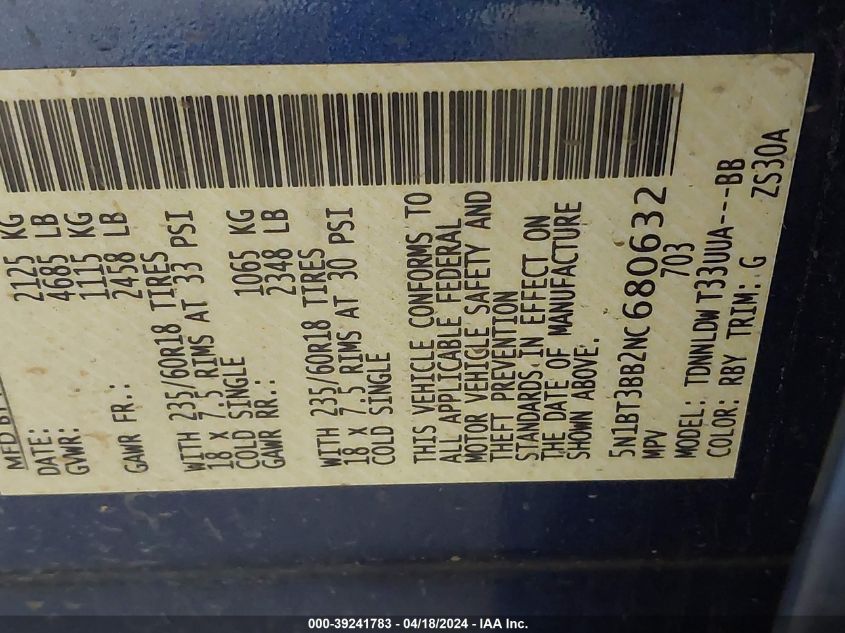 MFD BY
DATE:
GVWR: 2125 KG
4685 LB
GAWR FR.: 1115 KG
2458 LB
WITH 235/60R18 TIRES
18 X 7.5 RIMS AT 33 PSI
COLD SINGLE
GAWR RR.: 1065 KG
2348 LB
WITH 235/60R18 TIRES
18 X 7.5 RIMS AT 30 PSI
COLD SINGLE
THIS VEHICLE CONFORMS TO
ALL APPLICABLE FEDERAL
MOTOR VEHICLE SAFETY AND
THEFT PREVENTION
STANDARDS IN EFFECT ON
THE DATE OF MANUFACTURE
SHOWN ABOVE.
5N1BT3BB2NC680632
MPV 703
MODEL: TDNNLDW T33UUA---BB
COLOR: RBY TRIM: G ZS30A
000-39241783 - 04/18/2024 - IAA Inc.